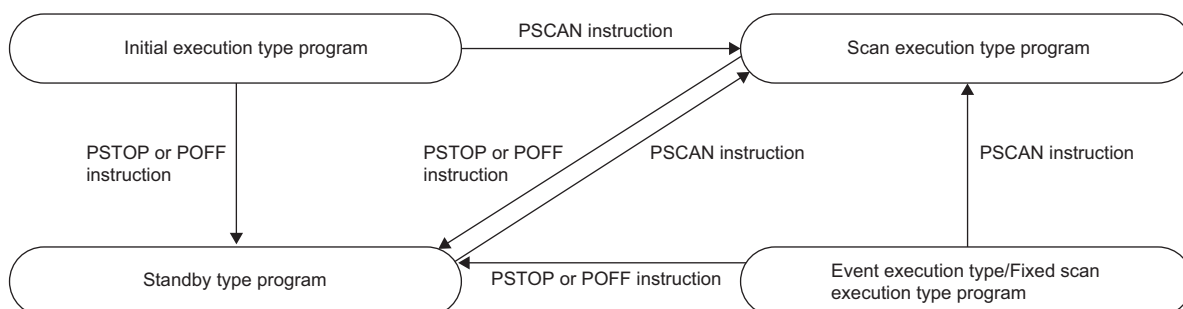 PSCAN instruction
Initial execution type program
Scan execution type program
PSTOP or POFF
instruction
PSTOP or POFF
instruction
PSCAN instruction
PSCAN instruction
Standby type program
PSTOP or POFF instruction
Event execution type/Fixed scan
execution type program